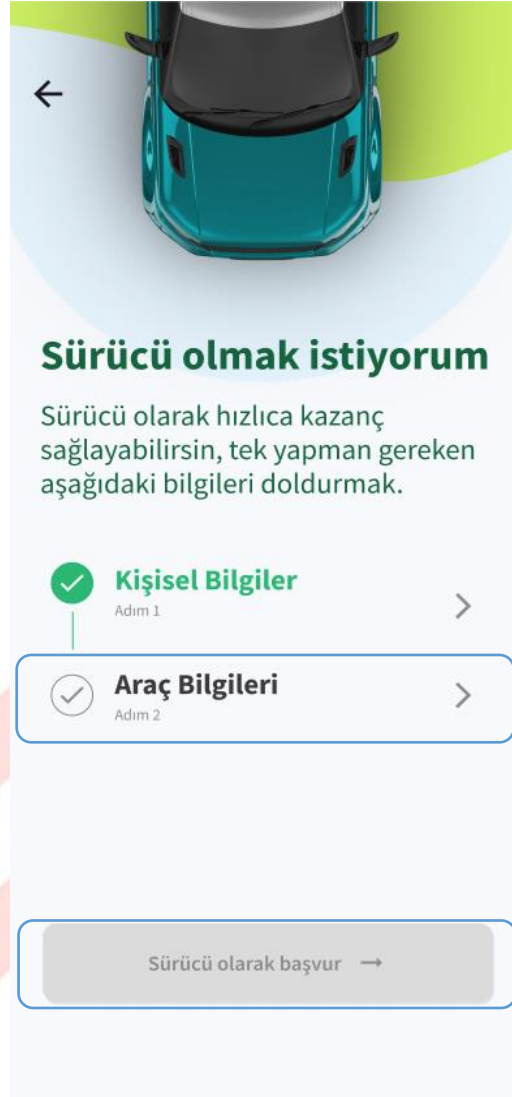 Sürücü olmak istiyorum
Sürücü olarak hızlıca kazanç
sağlayabilirsin, tek yapman gereken
aşağıdaki bilgileri doldurmak.
Kişisel Bilgiler
Adım 1
Araç Bilgileri
Adım 2
Sürücü olarak başvur →